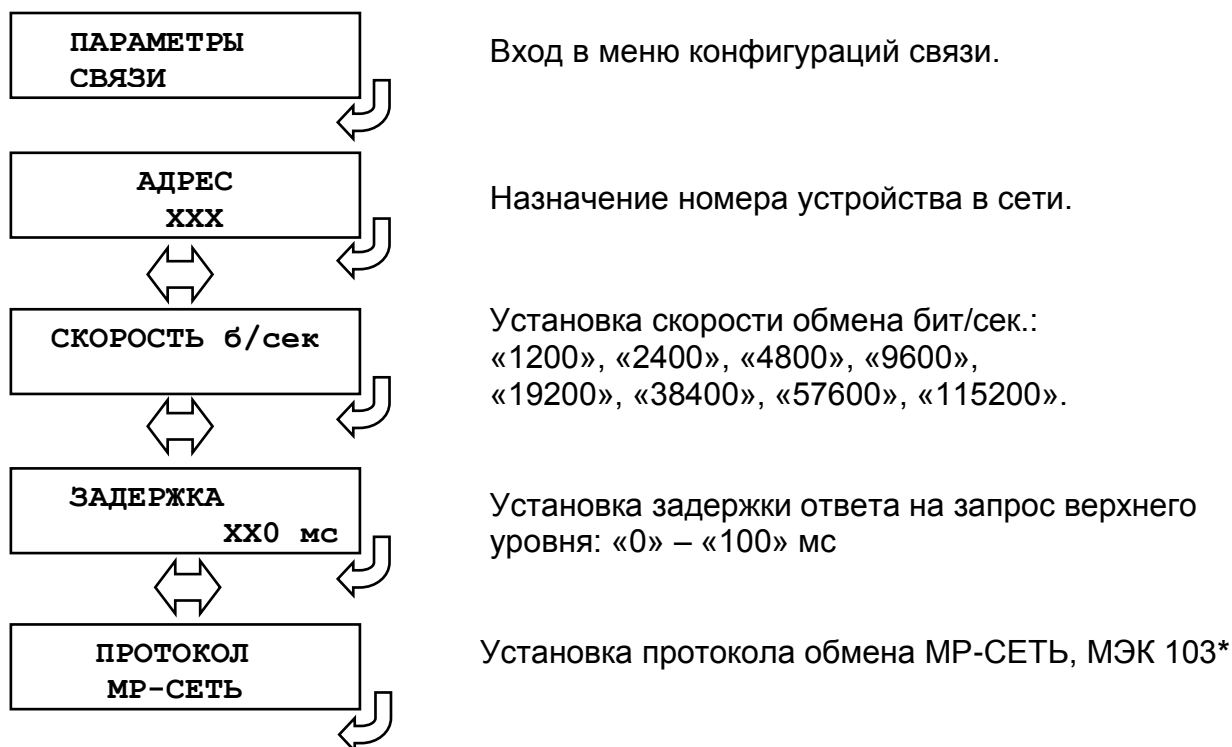 ПАРАМЕТРЫ
СВЯЗИ
Вход в меню конфигураций связи.
АДРЕС
XXX
Назначение номера устройства в сети.
СКОРОСТЬ б/сек
Установка скорости обмена бит/сек.:
«1200», «2400», «4800», «9600»,
«19200», «38400», «57600», «115200».
ЗАДЕРЖКА
XX0 мс
Установка задержки ответа на запрос верхнего
уровня: «0» – «100» мс
ПРОТОКОЛ
МР-СЕТЬ
Установка протокола обмена МР-СЕТЬ, МЭК 103*